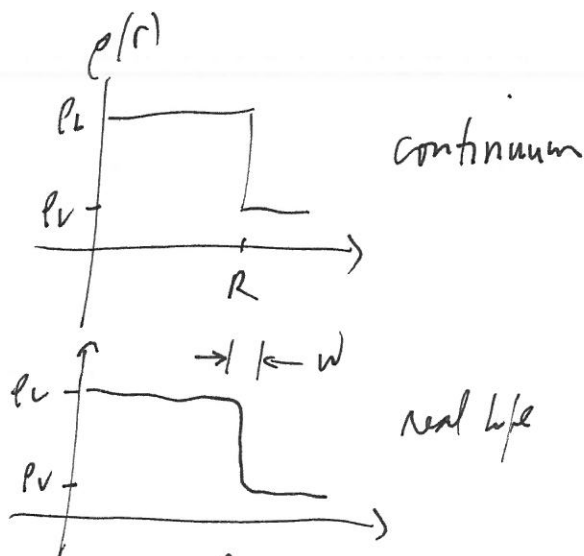 ρ(r)
ρL
continuum
ρV
R
w
ρL
real life
ρV